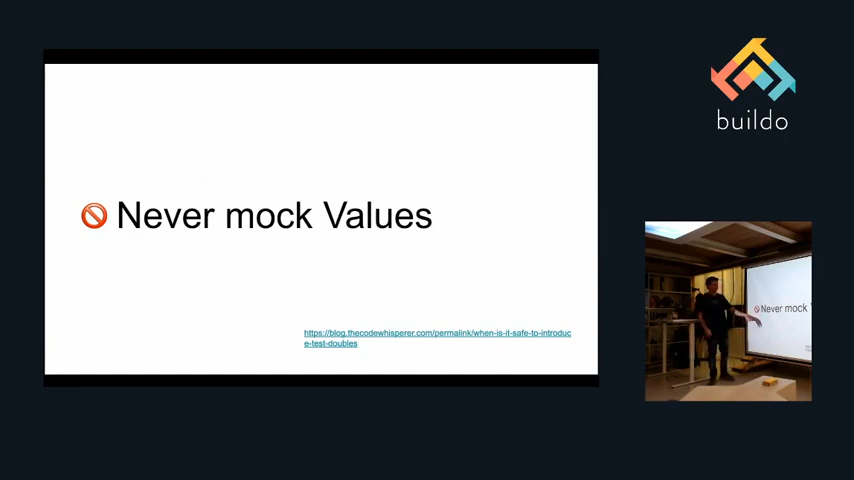 🚫 Never mock Values
https://blog.thecodewhisperer.com/permalink/when-is-it-safe-to-introduc
e-test-doubles
buildo
Never mock